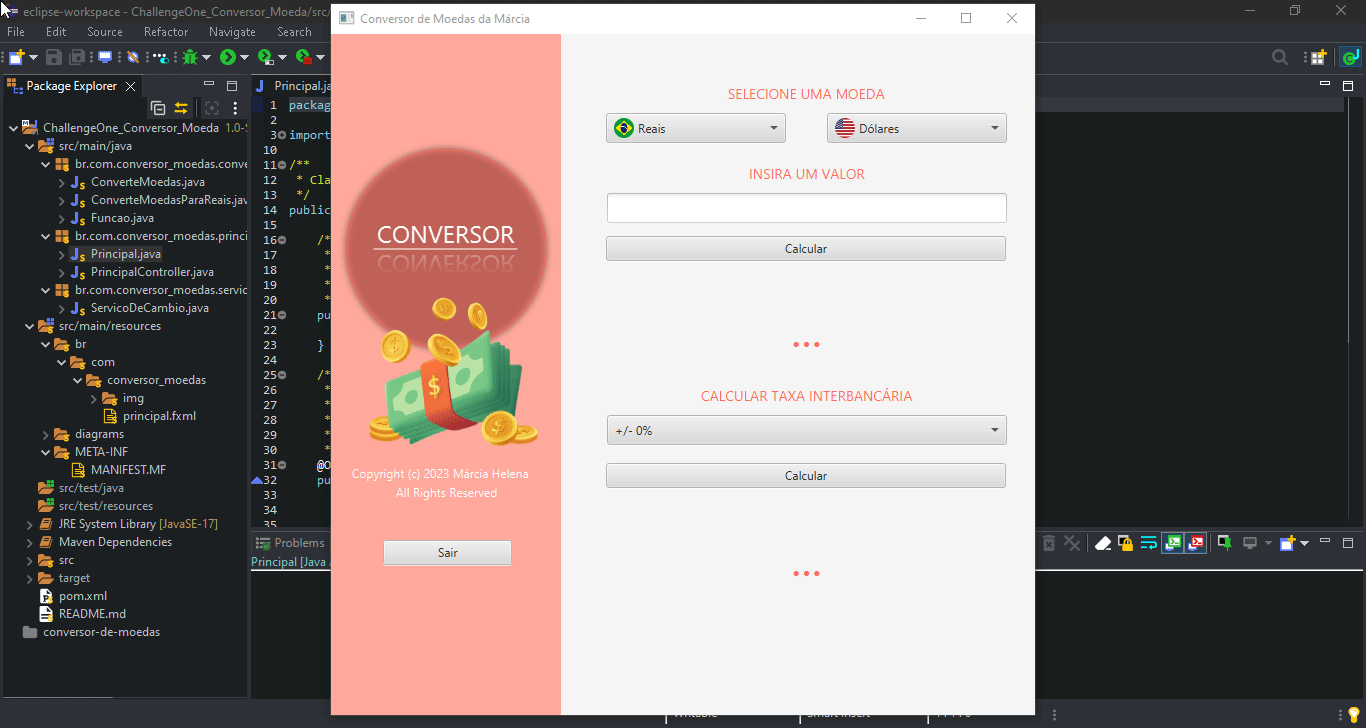 eclipse-workspace - ChallengeOne_Conversor_Moeda/src/
File Edit Source Refactor Navigate Search
Package Explorer
ChallengeOne_Conversor_Moeda 1.0-S
src/main/java
br.com.conversor_moedas.conve
ConverteMoedas.java
ConverteMoedasParaReais.jav
Funcao.java
br.com.conversor_moedas.princi
Principal.java
PrincipalController.java
br.com.conversor_moedas.servic
ServicoDeCambio.java
src/main/resources
br
com
conversor_moedas
img
principal.fxml
diagrams
META-INF
MANIFEST.MF
src/test/java
src/test/resources
JRE System Library [JavaSE-17]
Maven Dependencies
src
target
pom.xml
README.md
conversor-de-moedas
Principal.ja
1 packag
2
3 import
10
11 /**
12 * Cla
13 */
14 public
15
16 /*
17 *
18 *
19 *
20 *
21 pu
22
23 }
24
25 /*
26 *
27 *
28 *
29 *
30 *
31 @O
32 pu
33
34
35
Problems
Principal [Java
Conversor de Moedas da Márcia
CONVERSOR
Copyright (c) 2023 Márcia Helena
All Rights Reserved
Sair
SELECIONE UMA MOEDA
Reais Dólares
INSIRA UM VALOR
Calcular
•••
CALCULAR TAXA INTERBANCÁRIA
+/- 0%
Calcular
•••
Writable Smart Insert